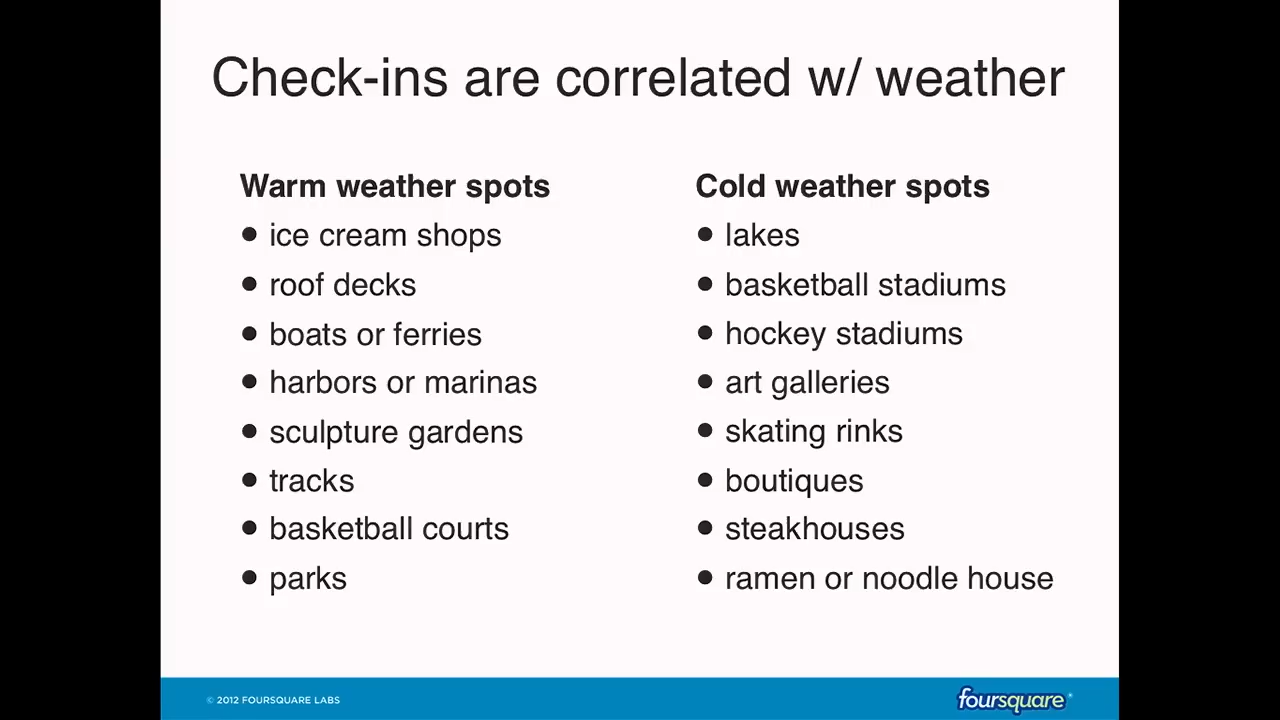 Check-ins are correlated w/ weather
Warm weather spots
• ice cream shops
• roof decks
• boats or ferries
• harbors or marinas
• sculpture gardens
• tracks
• basketball courts
• parks
Cold weather spots
• lakes
• basketball stadiums
• hockey stadiums
• art galleries
• skating rinks
• boutiques
• steakhouses
• ramen or noodle house
© 2012 FOURSQUARE LABS
foursquare